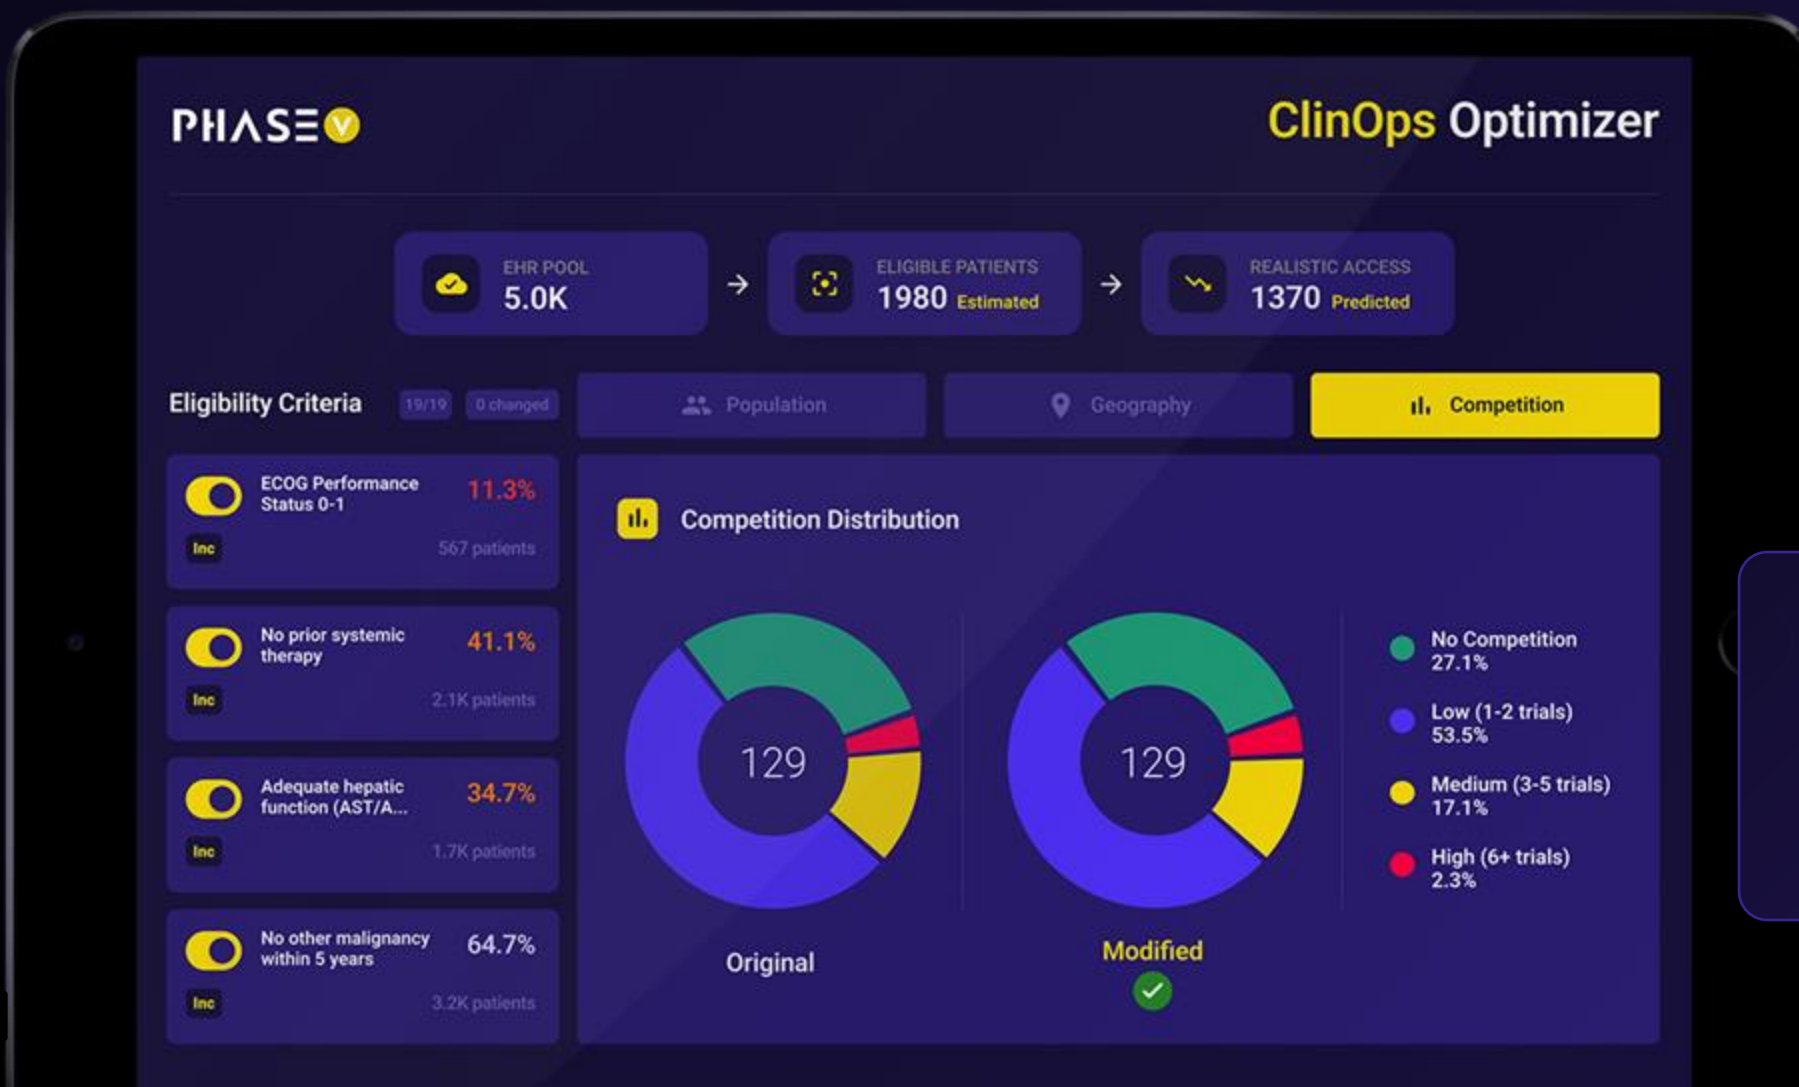 PHASE V
ClinOps Optimizer
EHR POOL
5.0K
ELIGIBLE PATIENTS
1980 Estimated
REALISTIC ACCESS
1370 Predicted
Eligibility Criteria
19/19
0 changed
Population
Geography
Competition
ECOG Performance
Status 0-1
11.3%
Inc
567 patients
No prior systemic
therapy
41.1%
Inc
2.1K patients
Adequate hepatic
function (AST/A...
34.7%
Inc
1.7K patients
No other malignancy
within 5 years
64.7%
Inc
3.2K patients
Competition Distribution
129
Original
129
Modified
No Competition
27.1%
Low (1-2 trials)
53.5%
Medium (3-5 trials)
17.1%
High (6+ trials)
2.3%